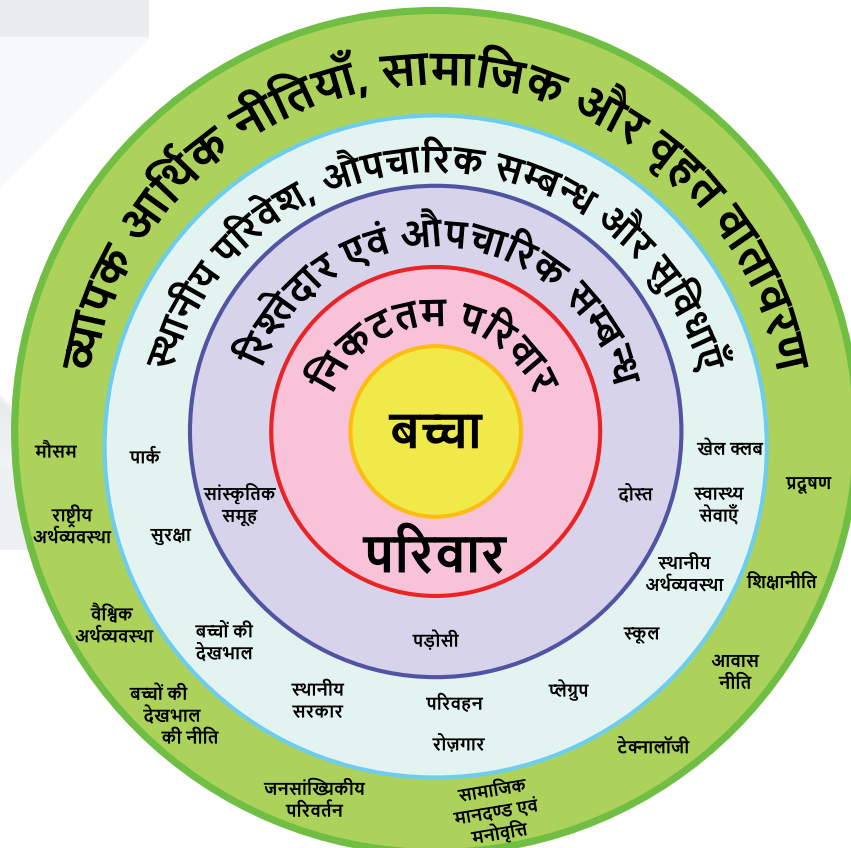 व्यापक आर्थिक नीतियाँ, सामाजिक और वृहत वातावरण
स्थानीय परिवेश, औपचारिक सम्बन्ध और सुविधाएँ
रिश्तेदार एवं औपचारिक सम्बन्ध
निकटतम परिवार
बच्चा
परिवार
मौसम
राष्ट्रीय
अर्थव्यवस्था
वैश्विक
अर्थव्यवस्था
बच्चों की
देखभाल
की नीति
जनसांख्यिकीय
परिवर्तन
सामाजिक
मानदण्ड एवं
मनोवृत्ति
टेक्नालॉजी
आवास
नीति
शिक्षानीति
प्रदूषण
पार्क
सुरक्षा
बच्चों की
देखभाल
स्थानीय
सरकार
परिवहन
रोज़गार
प्लेग्रुप
स्कूल
स्थानीय
अर्थव्यवस्था
स्वास्थ्य
सेवाएँ
खेल क्लब
सांस्कृतिक
समूह
पड़ोसी
दोस्त